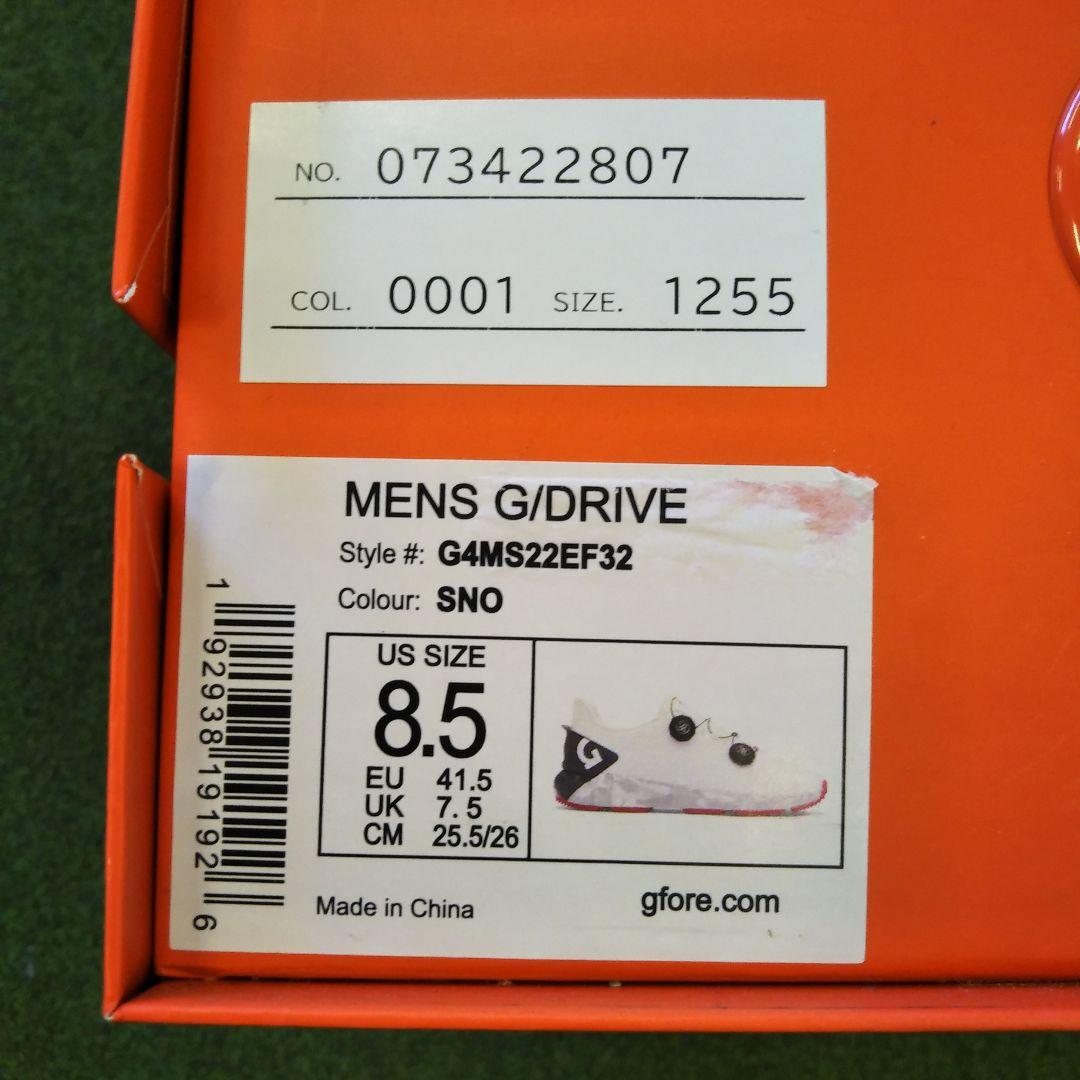 NO. 073422807
COL. 0001 SIZE. 1255
MENS G/DRIVE
Style #: G4MS22EF32
Colour: SNO
US SIZE
8.5
EU 41.5
UK 7.5
CM 25.5/26
G
Made in China
gfore.com
1 92938 19192 6